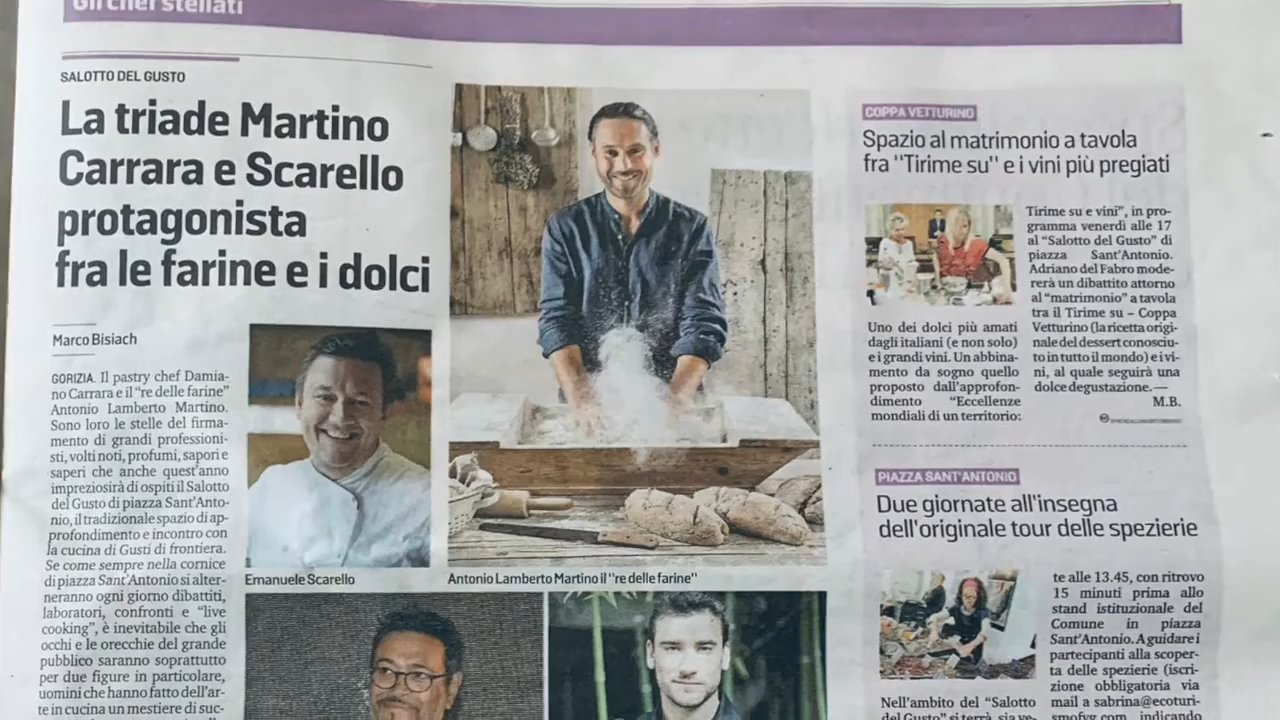 Gli chef stellati
SALOTTO DEL GUSTO
La triade Martino
Carrara e Scarello
protagonista
fra le farine e i dolci
Marco Bisiach
GORIZIA. Il pastry chef Damia-
no Carrara e il “re delle farine”
Antonio Lamberto Martino.
Sono loro le stelle del firma-
mento di grandi professioni-
sti, volti noti, profumi, sapori e
saperi che anche quest'anno
impreziosirà di ospiti il Salotto
del Gusto di piazza Sant'Anto-
nio, il tradizionale spazio di ap-
profondimento e incontro con
la cucina di Gusti di frontiera.
Se come sempre nella cornice
di piazza Sant'Antonio si alter-
neranno ogni giorno dibattiti,
laboratori, confronti e “live
cooking”, è inevitabile che gli
occhi e le orecchie del grande
pubblico saranno soprattutto
per due figure in particolare,
uomini che hanno fatto dell'ar-
te in cucina un mestiere di suc-
Emanuele Scarello
Antonio Lamberto Martino il "re delle farine"
COPPA VETTURINO
Spazio al matrimonio a tavola
fra "Tirime su" e i vini più pregiati
Uno dei dolci più amati
dagli italiani (e non solo)
e i grandi vini. Un abbina-
mento da sogno quello
proposto dall'approfon-
dimento “Eccellenze
mondiali di un territorio:
Tirime su e vini”, in pro-
gramma venerdì alle 17
al “Salotto del Gusto” di
piazza Sant'Antonio.
Adriano del Fabro mode-
rerà un dibattito attorno
al “matrimonio” a tavola
tra il Tirime su – Coppa
Vetturino (la ricetta origi-
nale del dessert conosciu-
to in tutto il mondo) e i vi-
ni, al quale seguirà una
dolce degustazione.—
M.B.
PIAZZA SANT'ANTONIO
Due giornate all'insegna
dell'originale tour delle spezierie
Nell'ambito del “Salotto
del Gusto” si terrà, sia ve-
te alle 13.45, con ritrovo
15 minuti prima allo
stand istituzionale del
Comune in piazza
Sant'Antonio. A guidare i
partecipanti alla scoper-
ta delle spezierie (iscri-
zione obbligatoria via
mail a sabrina@ecoturi-
smofvg.com, indicando